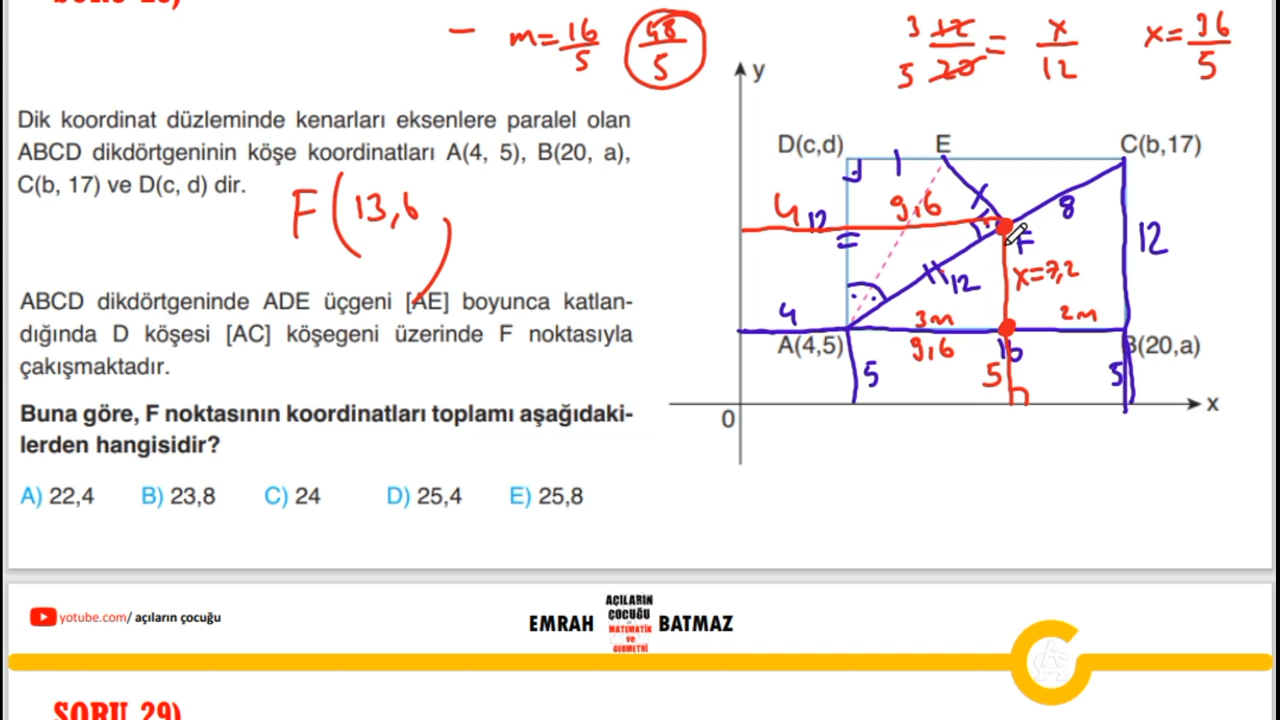 − m=16/5 48/5 3 12/5 20 = x/12 x=36/5
y
Dik koordinat düzleminde kenarları eksenlere paralel olan
ABCD dikdörtgeninin köşe koordinatları A(4, 5), B(20, a),
C(b, 17) ve D(c, d) dir.
F(13,6 )
ABCD dikdörtgeninde ADE üçgeni [AE] boyunca katlan-
dığında D köşesi [AC] köşegeni üzerinde F noktasıyla
çakışmaktadır.
Buna göre, F noktasının koordinatları toplamı aşağıdaki-
lerden hangisidir?
A) 22,4 B) 23,8 C) 24 D) 25,4 E) 25,8
D(c,d) E C(b,17)
4 12 9,6 8
F 12
12 x=7,2
4 3m 2m
A(4,5) 9,6 16 B(20,a)
5 5 5
0 x
yotube.com/ açıların çocuğu
EMRAH AÇILARIN ÇOCUĞU MATEMATİK ve GEOMETRİ BATMAZ
SORU 29)